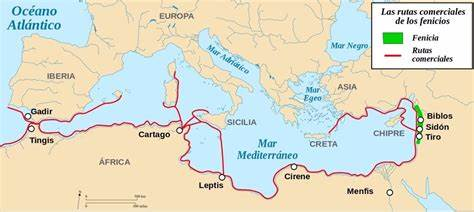 Océano
Atlántico
EUROPA
Las rutas comerciales
de los fenicios
Fenicia
Rutas
comerciales
Mar Negro
Mar Adriático
IBERIA
Mar
Egeo
ASIA
Gadir
Tingis
Cartago
SICILIA
CRETA
CHIPRE
Biblos
Sidón
Tiro
Mar
Mediterráneo
ÁFRICA
Leptis
Cirene
Menfis